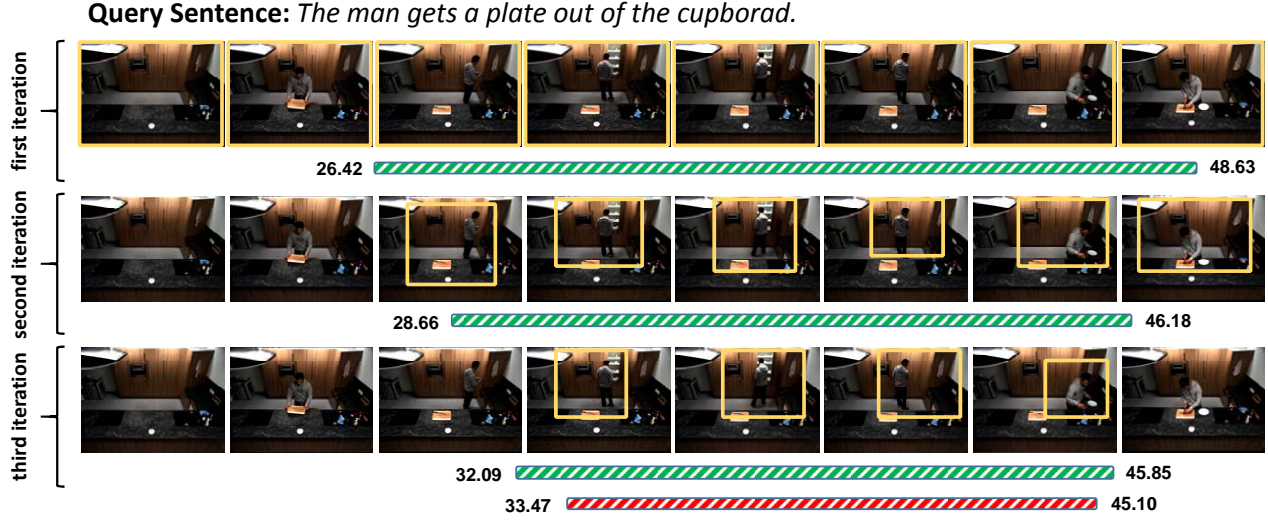 Query Sentence: The man gets a plate out of the cupborad.
first iteration
26.42 48.63
second iteration
28.66 46.18
third iteration
32.09 45.85
33.47 45.10